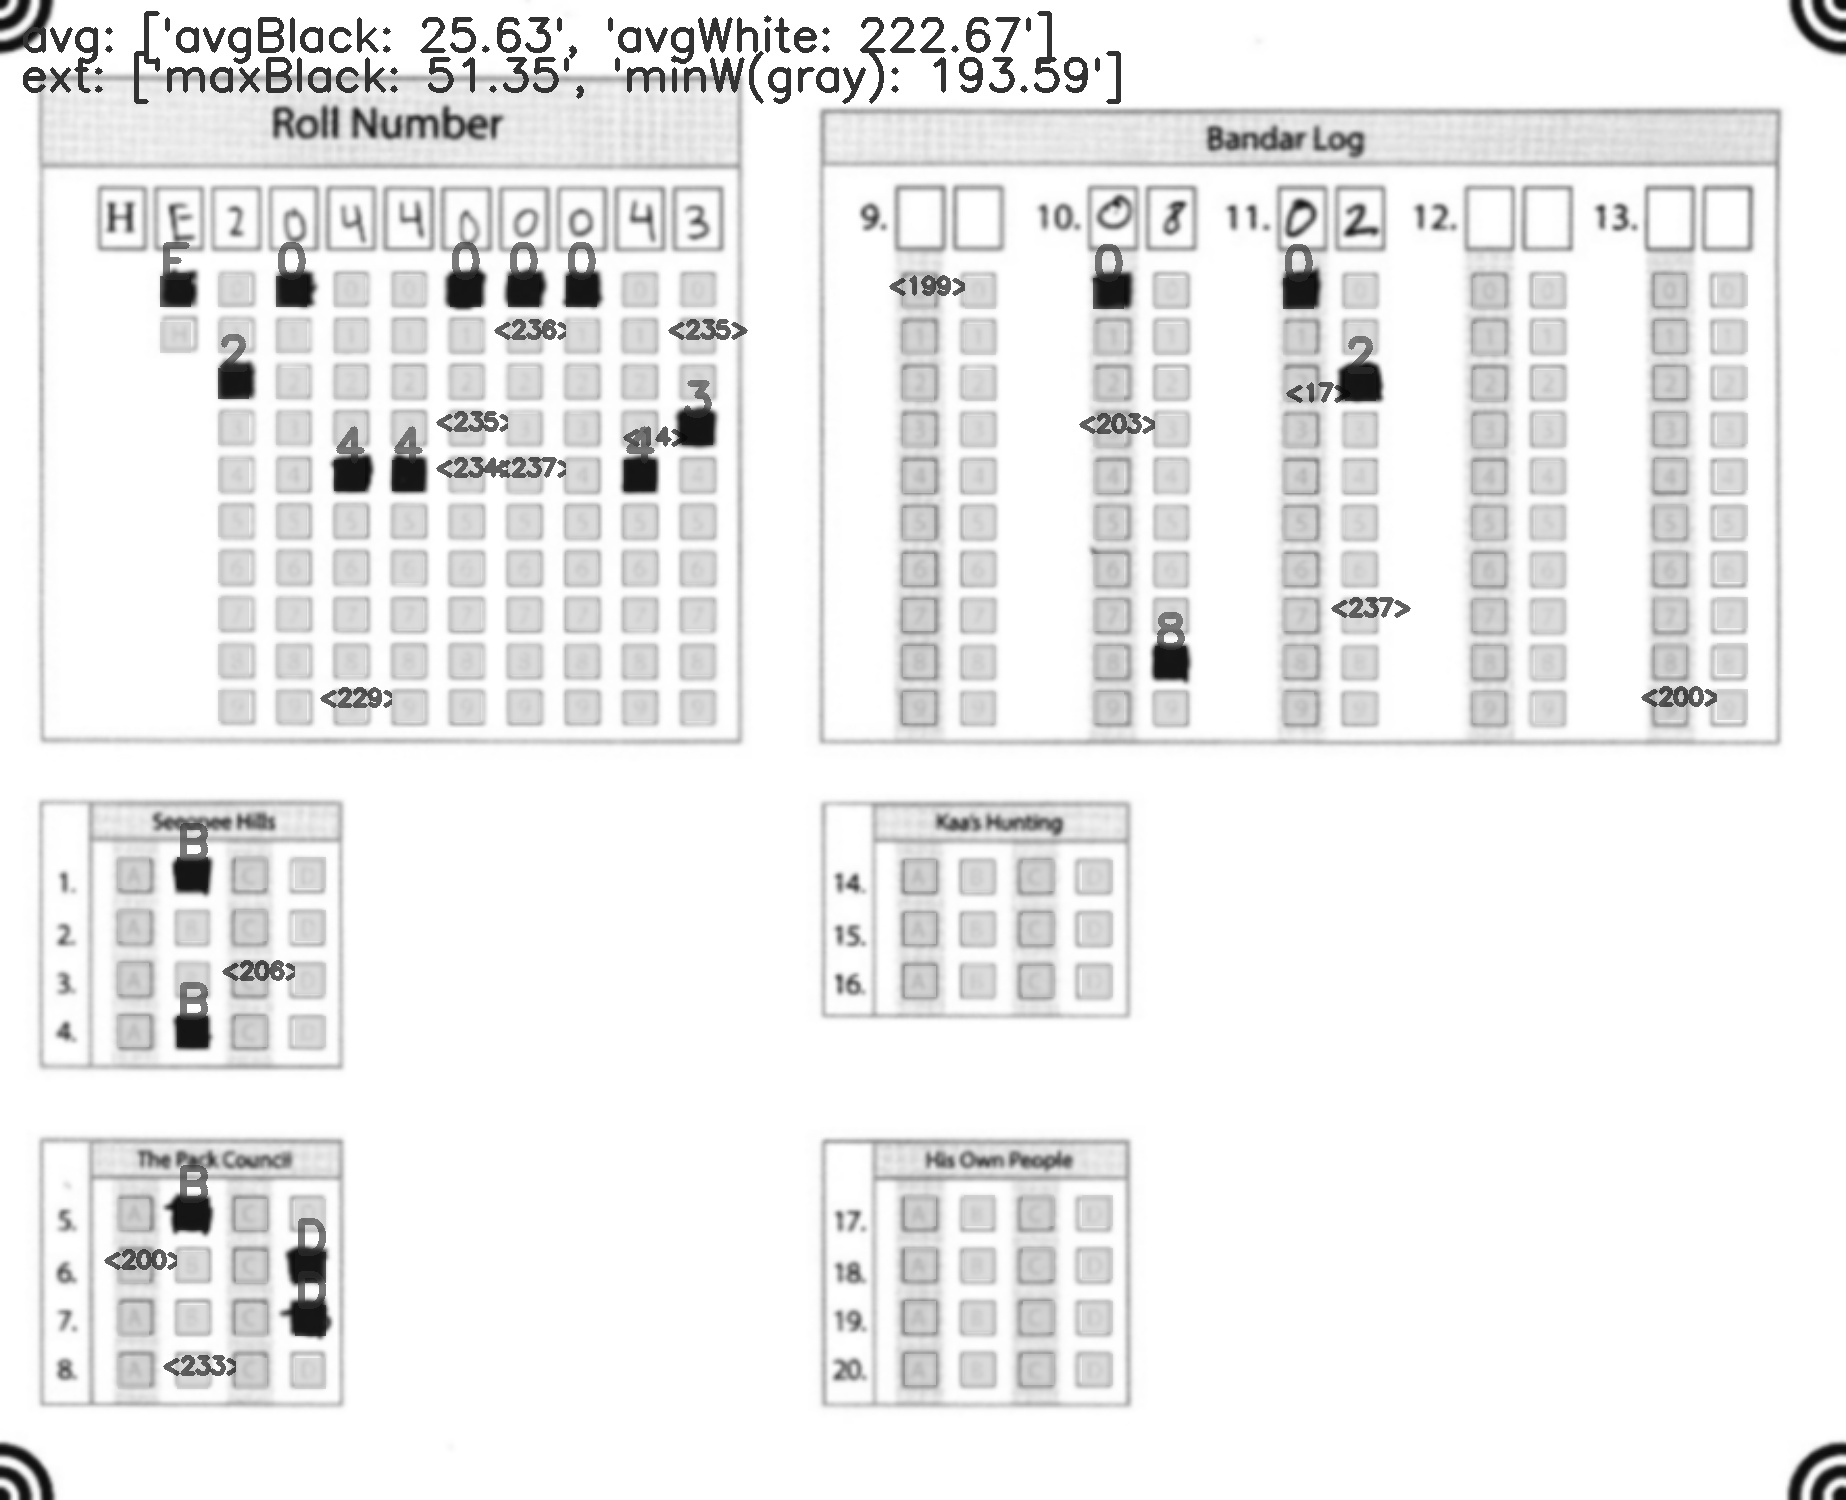 avg: ['avgBlack: 25.63', 'avgWhite: 222.67']
ext: ['maxBlack: 51.35', 'minW(gray): 193.59']
Roll Number
H E 2 0 4 4 0 0 0 4 3
E 0 0 0 0
<236> <235>
2
<235> <14> 3
4 4 <234 <237> 4
<229>
Bandar Log
9. 10. 0 8 11. 0 2 12. 13.
<199> 0 0
2
<17>
<203>
<237>
8
<200>
Seeonee Hills
1. A B C D
2. A B C D
3. A <206> D
4. A B C D
Kaa's Hunting
14. A B C D
15. A B C D
16. A B C D
The Pack Council
5. A B C
6. <200> B C D
7. A B C D
8. A <233> C D
His Own People
17. A B C D
18. A B C D
19. A B C D
20. A B C D